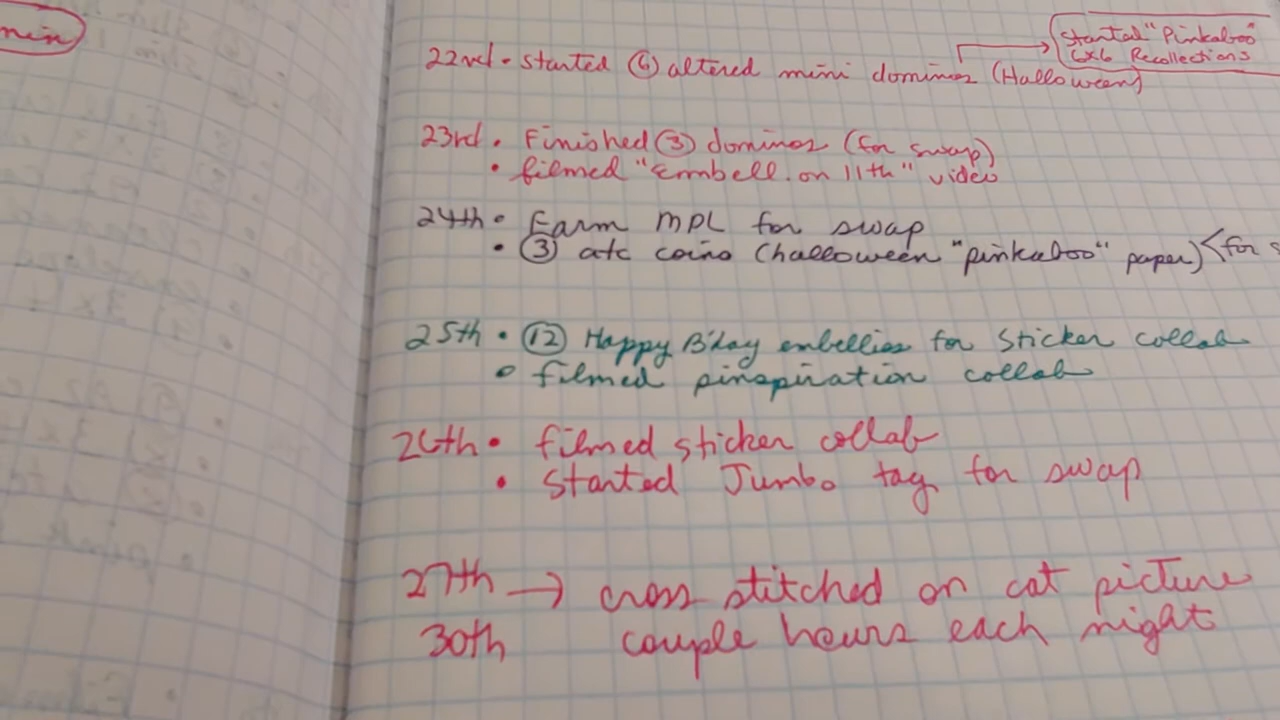 min
Started "Pinkaboo"
6x6 Recollections
22nd • started ⑥ altered mini dominos (Halloween)
23rd • Finished ③ dominos (for swap)
• filmed "Embell. on 11th" video
24th • Farm MPL for swap
• ③ atc coins (halloween "pinkaboo" paper) <for
25th • ⑫ Happy B'day embellies for Sticker collab
• filmed pinspiration collab
26th • filmed sticker collab
• Started Jumbo tag for swap
27th → cross stitched on cat picture
30th couple hours each night